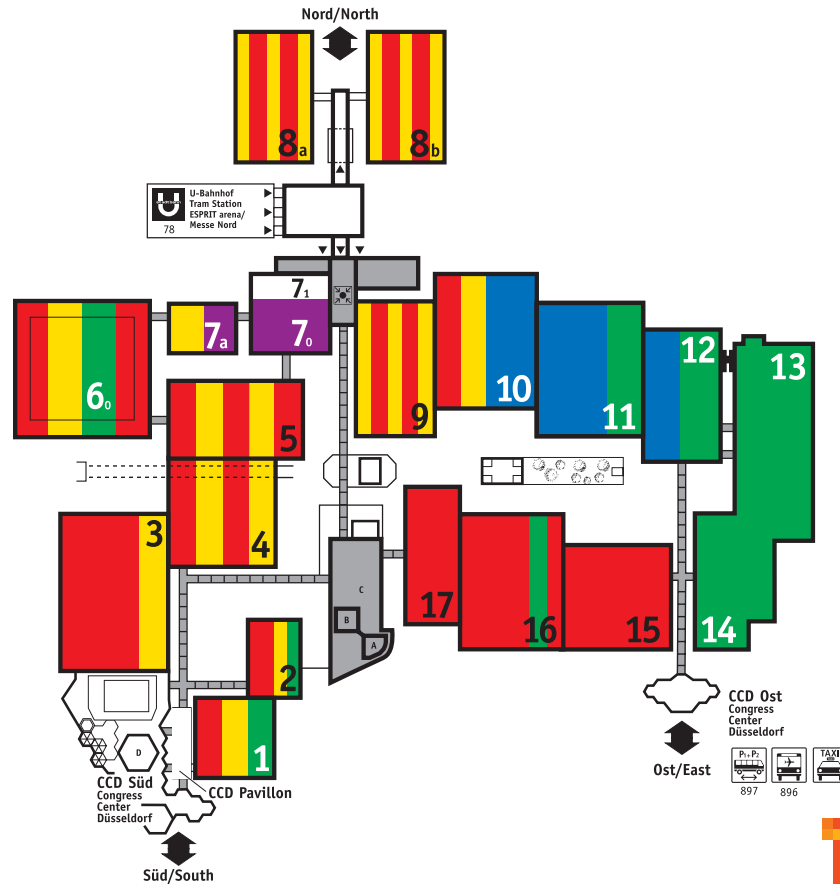 Nord/North
8a
8b
U-Bahnhof
Tram Station
ESPRIT arena/
Messe Nord
78
71
70
7a
60
5
9
10
11
12
13
3
4
C
B
A
17
16
15
14
2
1
D
CCD Süd
Congress
Center
Düsseldorf
CCD Pavillon
Süd/South
CCD Ost
Congress
Center
Düsseldorf
Ost/East
P1+P2
897
896
TAXI